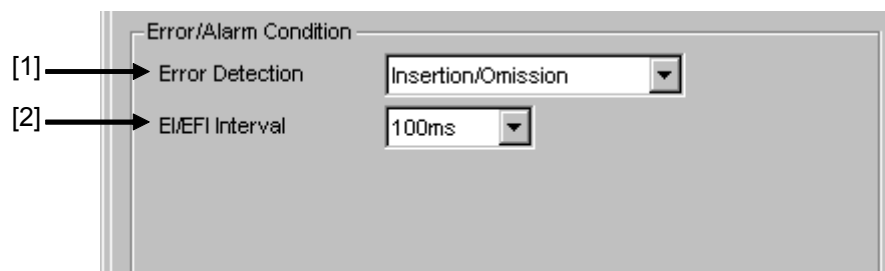 Error/Alarm Condition
[1] Error Detection Insertion/Omission
[2] EI/EFI Interval 100ms